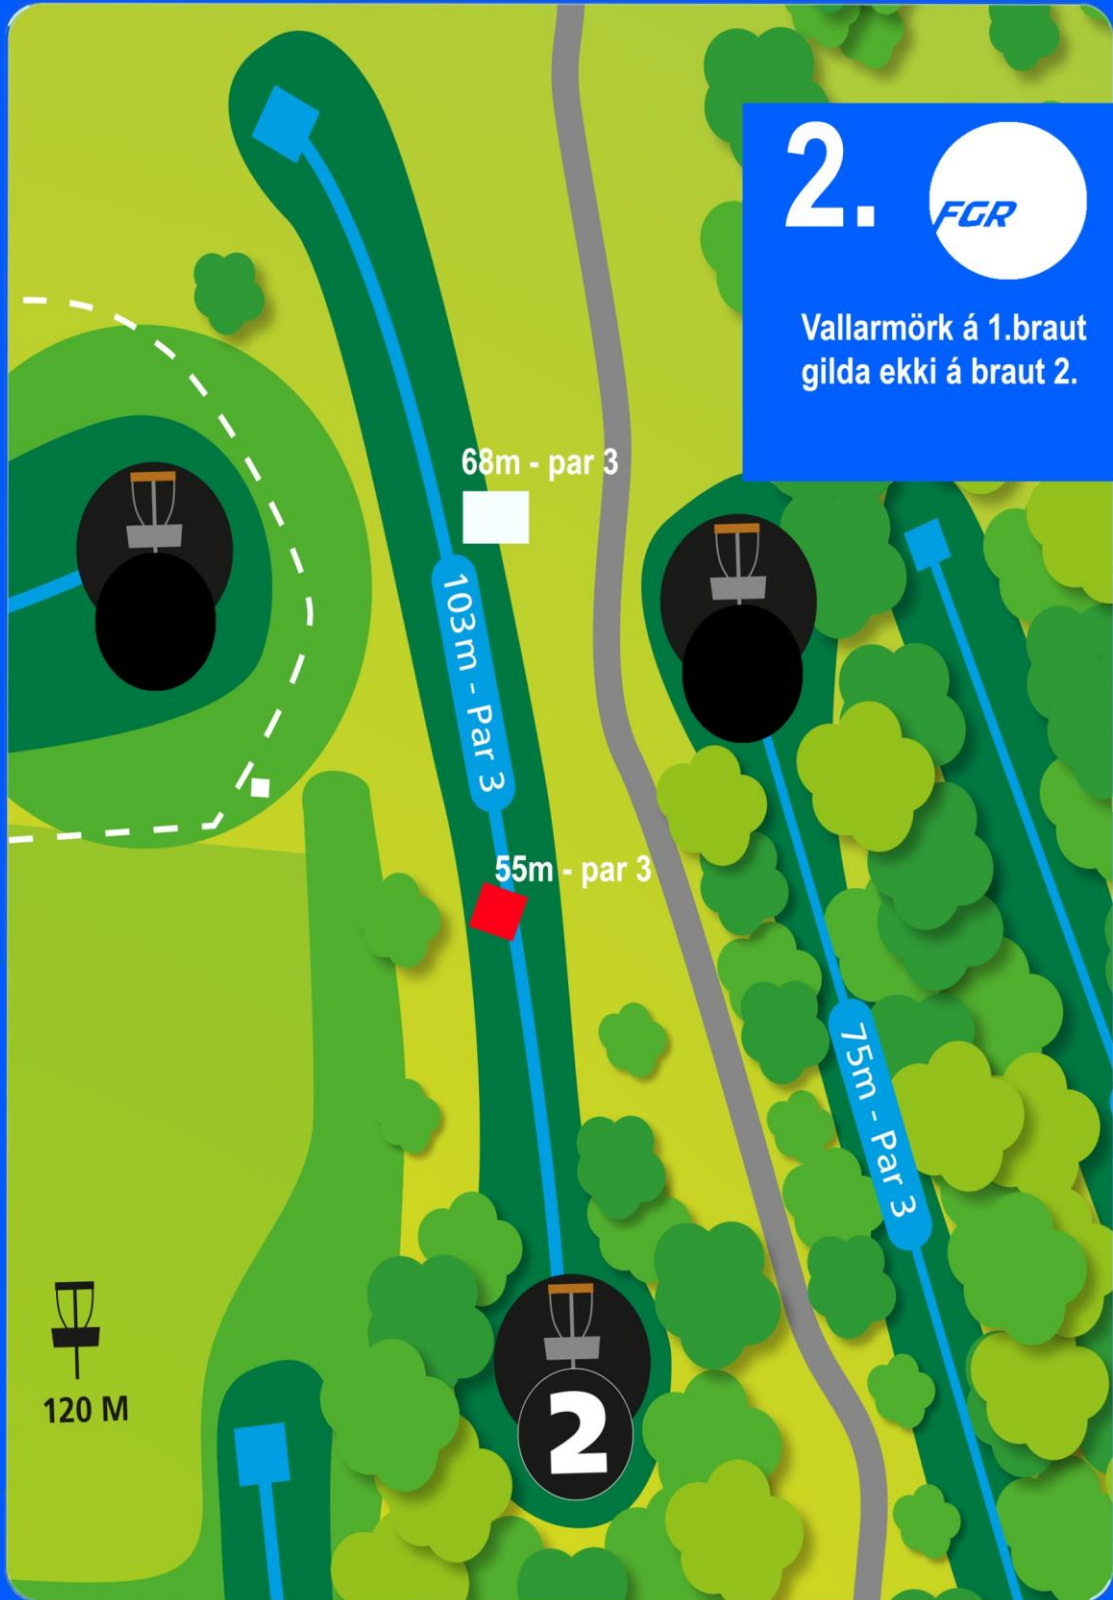 2.
FGR
Vallarmörk á 1.braut
gilda ekki á braut 2.
68m - par 3
103 m - Par 3
55m - par 3
75m - Par 3
120 M
2